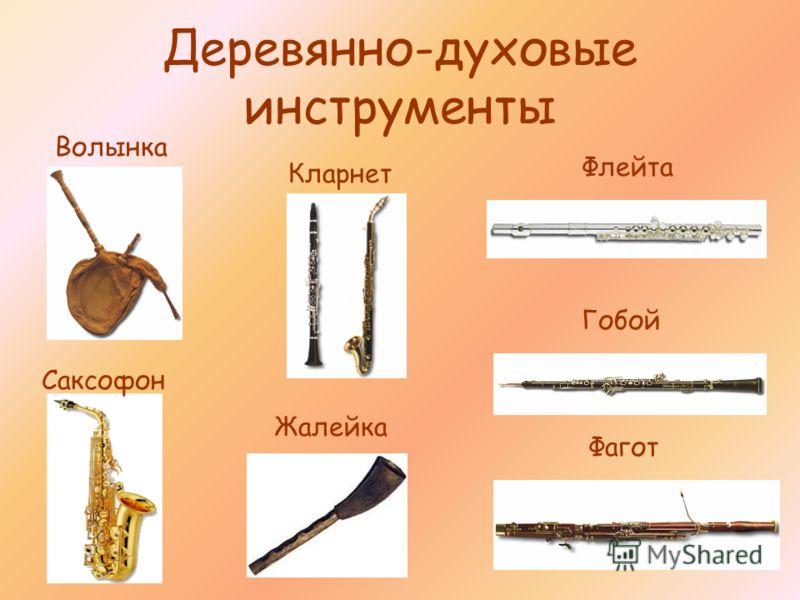 Деревянно-духовые
инструменты
Волынка
Кларнет
Флейта
Гобой
Саксофон
Жалейка
Фагот
MyShared